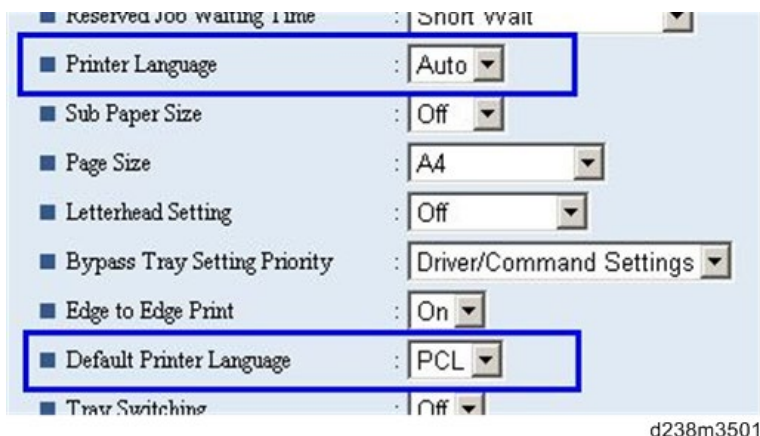 Reserved Job Waiting Time : Short Wait
Printer Language : Auto
Sub Paper Size : Off
Page Size : A4
Letterhead Setting : Off
Bypass Tray Setting Priority : Driver/Command Settings
Edge to Edge Print : On
Default Printer Language : PCL
Tray Switching : Off
d238m3501